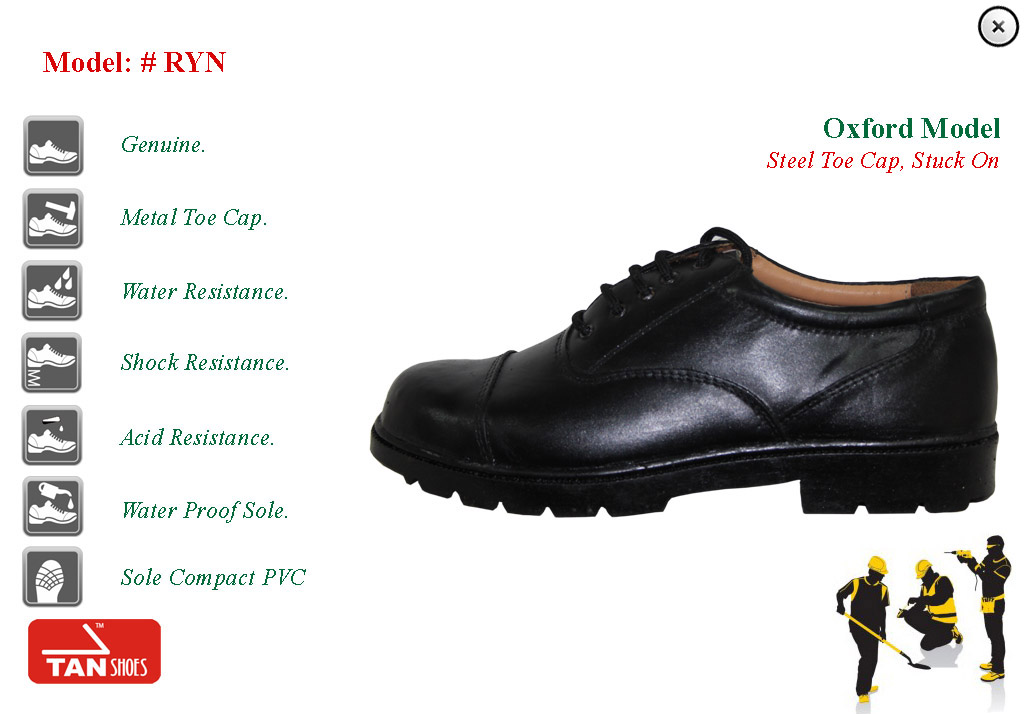 Model: # RYN
Oxford Model
Steel Toe Cap, Stuck On
Genuine.
Metal Toe Cap.
Water Resistance.
Shock Resistance.
Acid Resistance.
Water Proof Sole.
Sole Compact PVC
TM
TAN SHOES